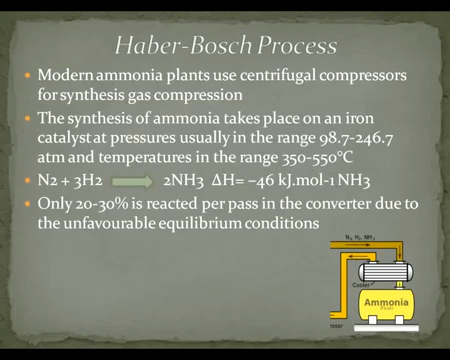 Haber-Bosch Process
Modern ammonia plants use centrifugal compressors
for synthesis gas compression
The synthesis of ammonia takes place on an iron
catalyst at pressures usually in the range 98.7-246.7
atm and temperatures in the range 350-550°C
N2 + 3H2 2NH3 ΔH= –46 kJ.mol-1 NH3
Only 20-30% is reacted per pass in the converter due to
the unfavourable equilibrium conditions
N₂, H₂, NH₃
Cooler
Ammonia
(Fluid)